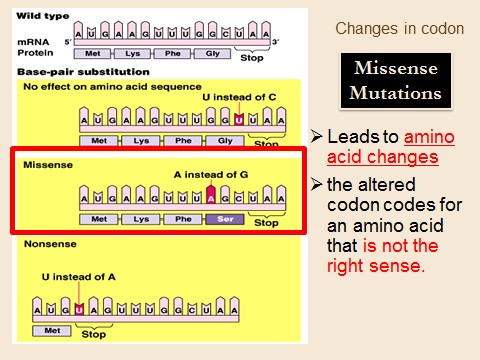 Wild type
A U G A A G U U U G G C U A A
mRNA 5' 3'
Protein Met Lys Phe Gly Stop
Base-pair substitution
No effect on amino acid sequence
U instead of C
A U G A A G U U U G G U U A A
Met Lys Phe Gly Stop
Missense
A instead of G
A U G A A G U U U A G C U A A
Met Lys Phe Ser Stop
Nonsense
U instead of A
A U G U A G U U U G G C U A A
Met Stop
Changes in codon
Missense
Mutations
➢ Leads to amino
acid changes
➢ the altered
codon codes for
an amino acid
that is not the
right sense.